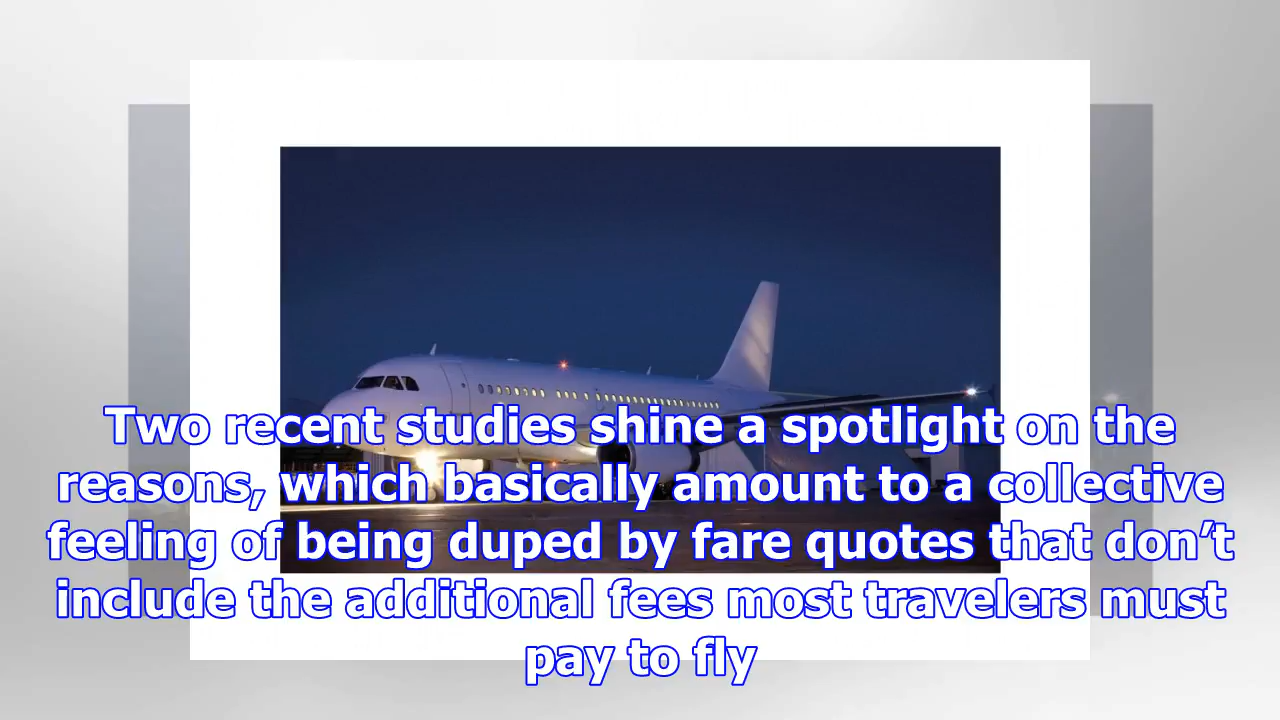 Two recent studies shine a spotlight on the
reasons, which basically amount to a collective
feeling of being duped by fare quotes that don’t
include the additional fees most travelers must
pay to fly